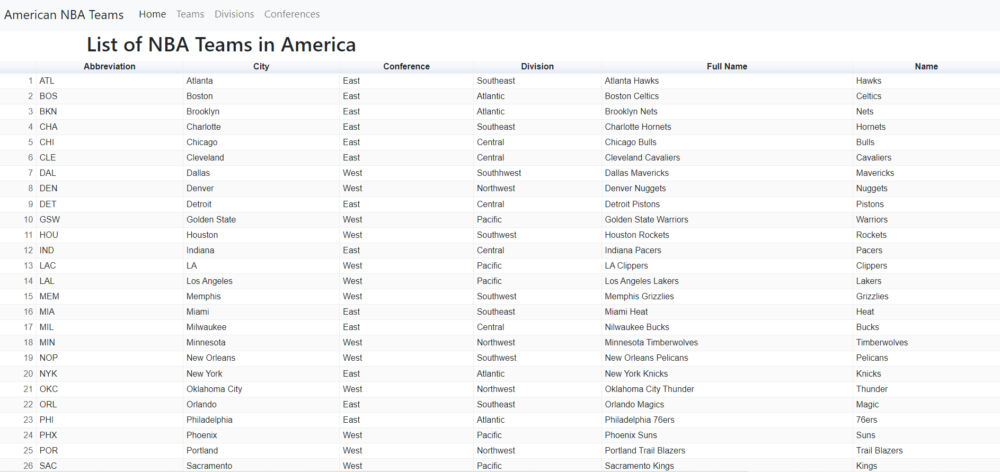 American NBA Teams Home Teams Divisions Conferences
List of NBA Teams in America
Abbreviation City Conference Division Full Name Name
1 ATL Atlanta East Southeast Atlanta Hawks Hawks
2 BOS Boston East Atlantic Boston Celtics Celtics
3 BKN Brooklyn East Atlantic Brooklyn Nets Nets
4 CHA Charlotte East Southeast Charlotte Hornets Hornets
5 CHI Chicago East Central Chicago Bulls Bulls
6 CLE Cleveland East Central Cleveland Cavaliers Cavaliers
7 DAL Dallas West Southhwest Dallas Mavericks Mavericks
8 DEN Denver West Northwest Denver Nuggets Nuggets
9 DET Detroit East Central Detroit Pistons Pistons
10 GSW Golden State West Pacific Golden State Warriors Warriors
11 HOU Houston West Southwest Houston Rockets Rockets
12 IND Indiana East Central Indiana Pacers Pacers
13 LAC LA West Pacific LA Clippers Clippers
14 LAL Los Angeles West Pacific Los Angeles Lakers Lakers
15 MEM Memphis West Southwest Memphis Grizzlies Grizzlies
16 MIA Miami East Southeast Miami Heat Heat
17 MIL Milwaukee East Central Nilwaukee Bucks Bucks
18 MIN Minnesota West Northwest Minnesota Timberwolves Timberwolves
19 NOP New Orleans West Southwest New Orleans Pelicans Pelicans
20 NYK New York East Atlantic New York Knicks Knicks
21 OKC Oklahoma City West Northwest Oklahoma City Thunder Thunder
22 ORL Orlando East Southeast Orlando Magics Magic
23 PHI Philadelphia East Atlantic Philadelphia 76ers 76ers
24 PHX Phoenix West Pacific Phoenix Suns Suns
25 POR Portland West Northwest Portland Trail Blazers Trail Blazers
26 SAC Sacramento West Pacific Sacramento Kings Kings